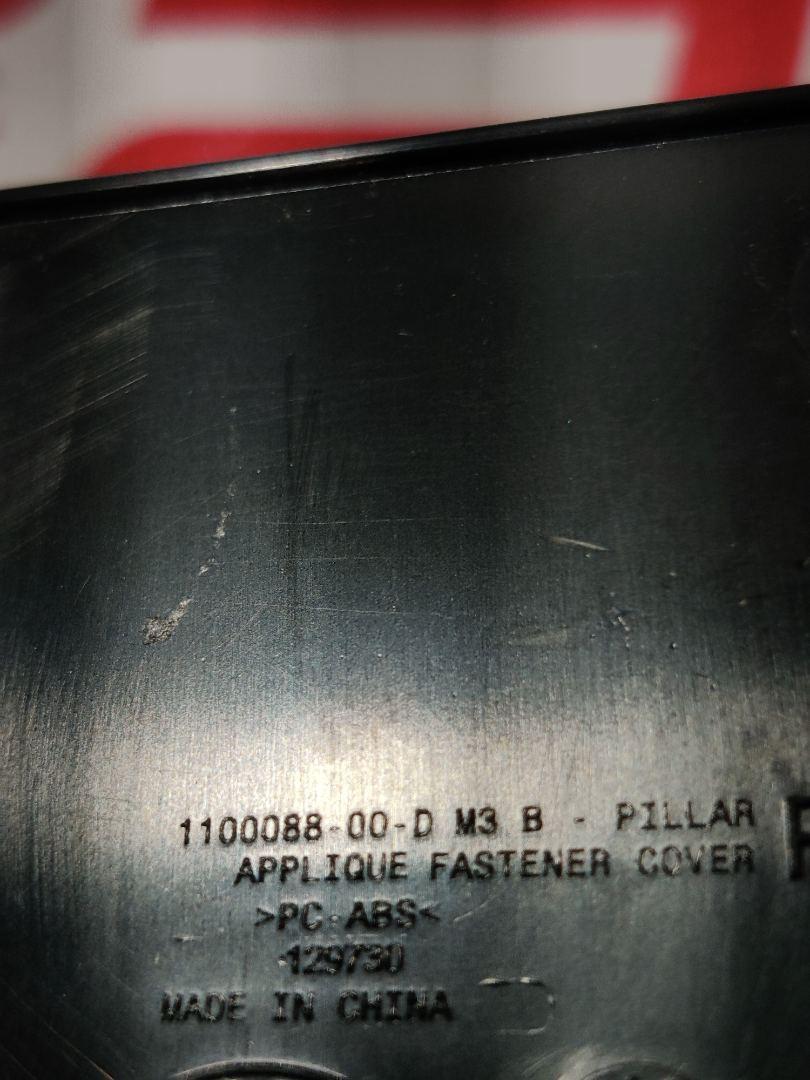 1100088-00-D M3 B - PILLAR
APPLIQUE FASTENER COVER
>PC-ABS<
129730
MADE IN CHINA